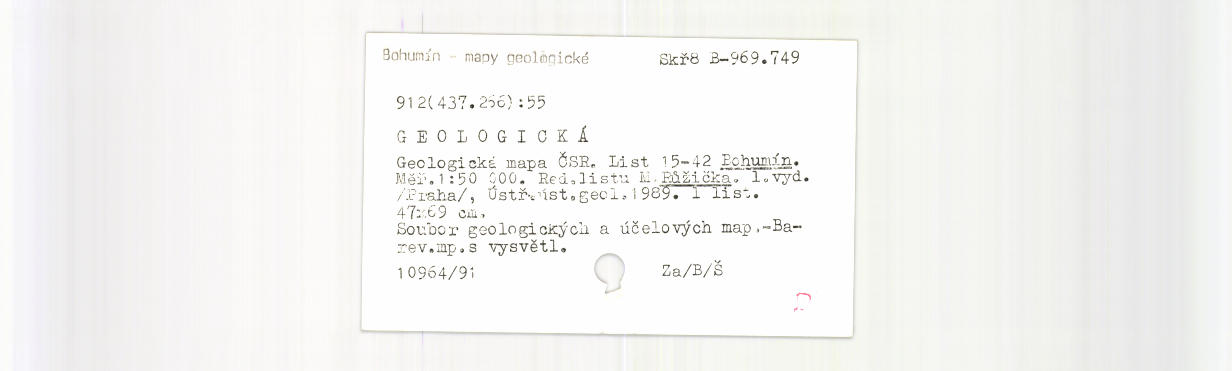 Bohumín - mapy geologické Skř8 B-969.749
912(437.256):55
G E O L O G I C K Á
Geologická mapa ČSR. List 15-42 Bohumín.
Měř.1:50 000. Red.listu M.Růžička. 1.vyd.
/Praha/, Ústř.úst.geol.1989. 1 list.
47x69 cm.
Soubor geologických a účelových map.-Ba-
rev.mp.s vysvětl.
10964/91 Za/B/Š